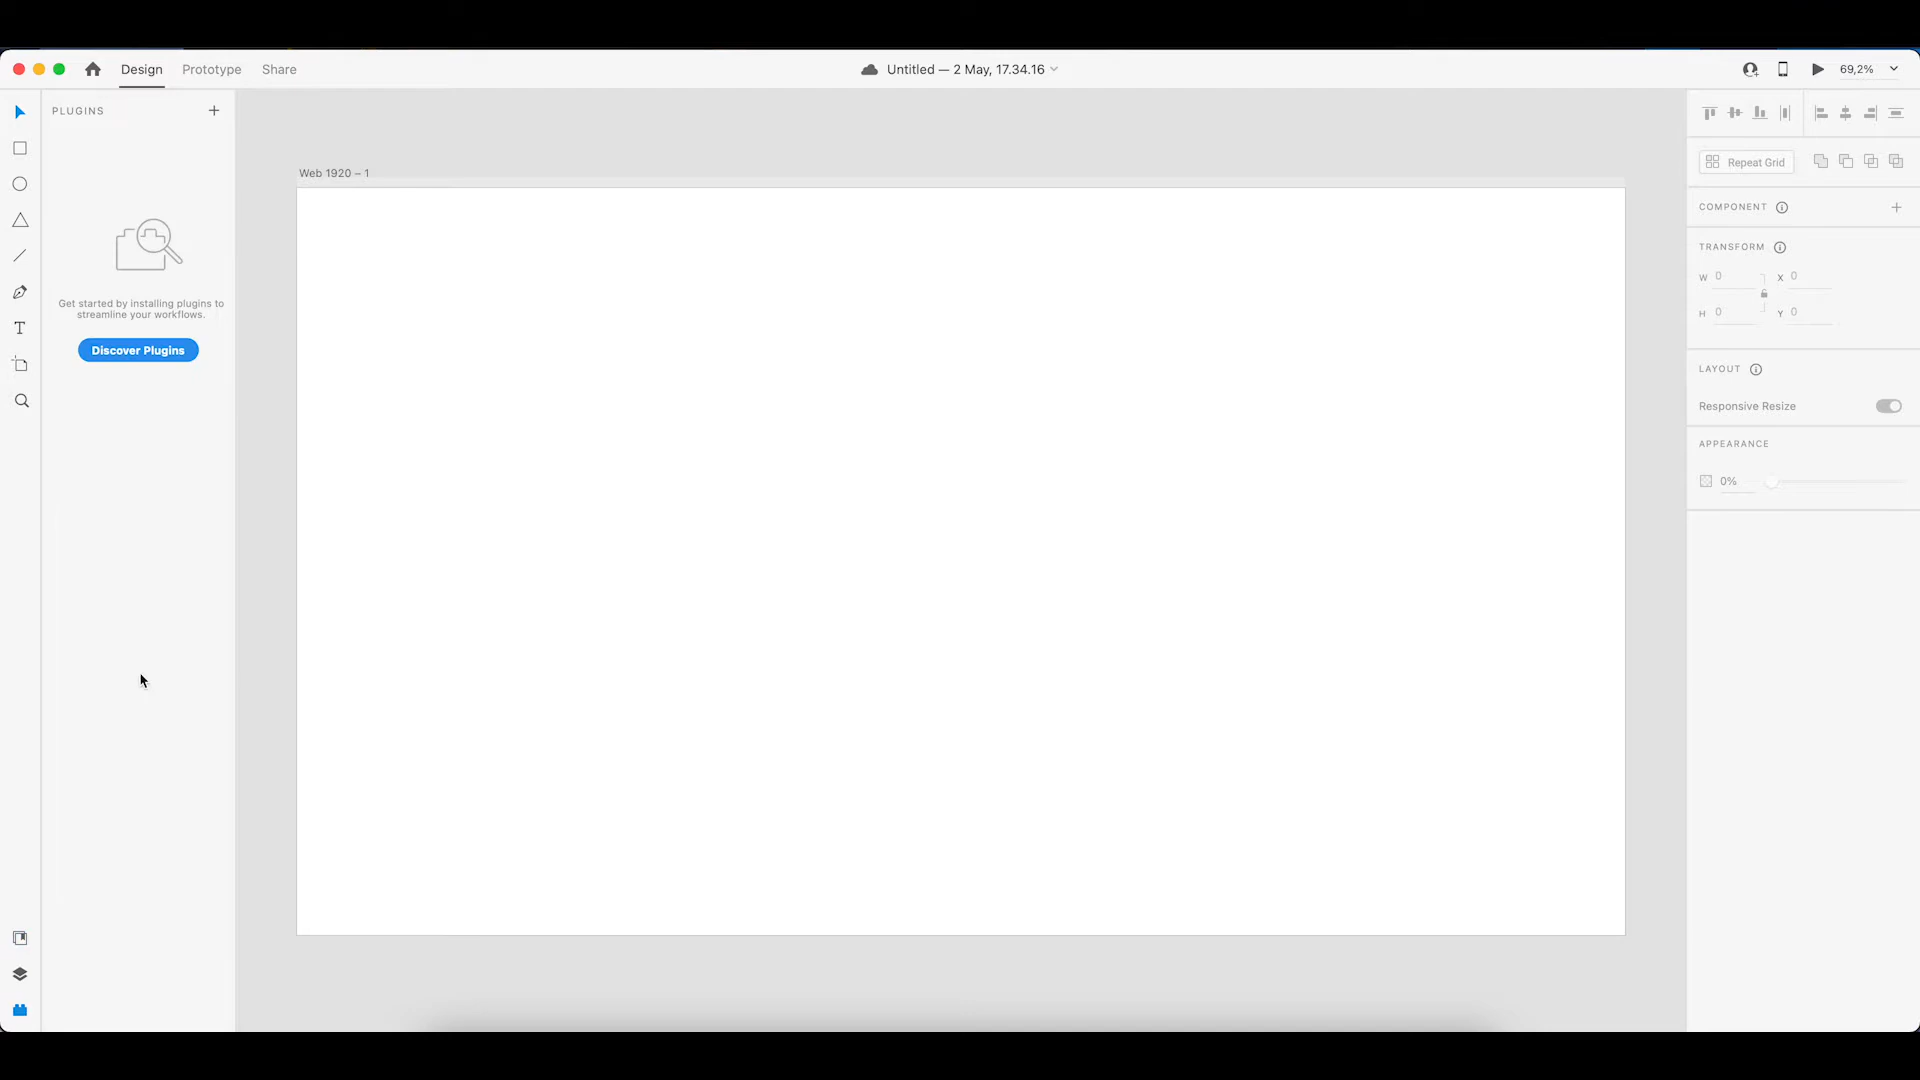 Design Prototype Share
Untitled — 2 May, 17.34.16
69,2%
PLUGINS
Get started by installing plugins to
streamline your workflows.
Discover Plugins
Web 1920 – 1
Repeat Grid
COMPONENT
TRANSFORM
W 0 X 0
H 0 Y 0
LAYOUT
Responsive Resize
APPEARANCE
0%